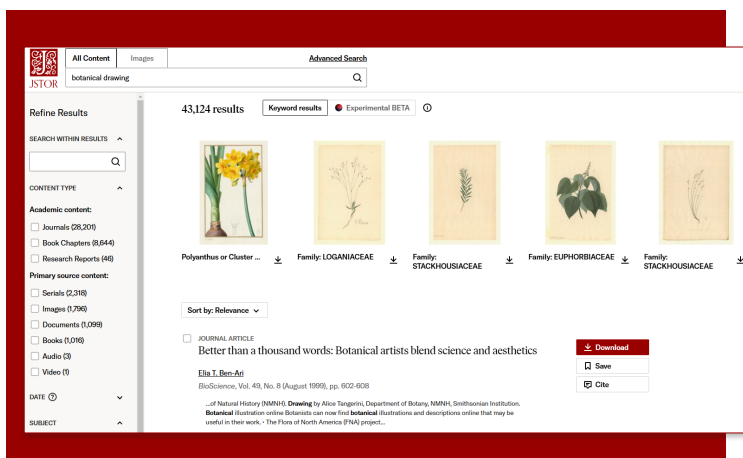 All Content
Images
Advanced Search
JSTOR
botanical drawing
Refine Results
SEARCH WITHIN RESULTS
CONTENT TYPE
Academic content:
Journals (28,201)
Book Chapters (8,644)
Research Reports (46)
Primary source content:
Serials (2,318)
Images (1,796)
Documents (1,099)
Books (1,016)
Audio (3)
Video (1)
DATE
SUBJECT
43,124 results
Keyword results
Experimental BETA
Polyanthus or Cluster ...
Family: LOGANIACEAE
Family:
STACKHOUSIACEAE
Family: EUPHORBIACEAE
Family:
STACKHOUSIACEAE
Sort by: Relevance
JOURNAL ARTICLE
Better than a thousand words: Botanical artists blend science and aesthetics
Elia T. Ben-Ari
BioScience, Vol. 49, No. 8 (August 1999), pp. 602-608
...of Natural History (NMNH). Drawing by Alice Tangerini, Department of Botany, NMNH, Smithsonian Institution.
Botanical illustration online Botanists can now find botanical illustrations and descriptions online that may be
useful in their work. • The Flora of North America (FNA) project...
Download
Save
Cite